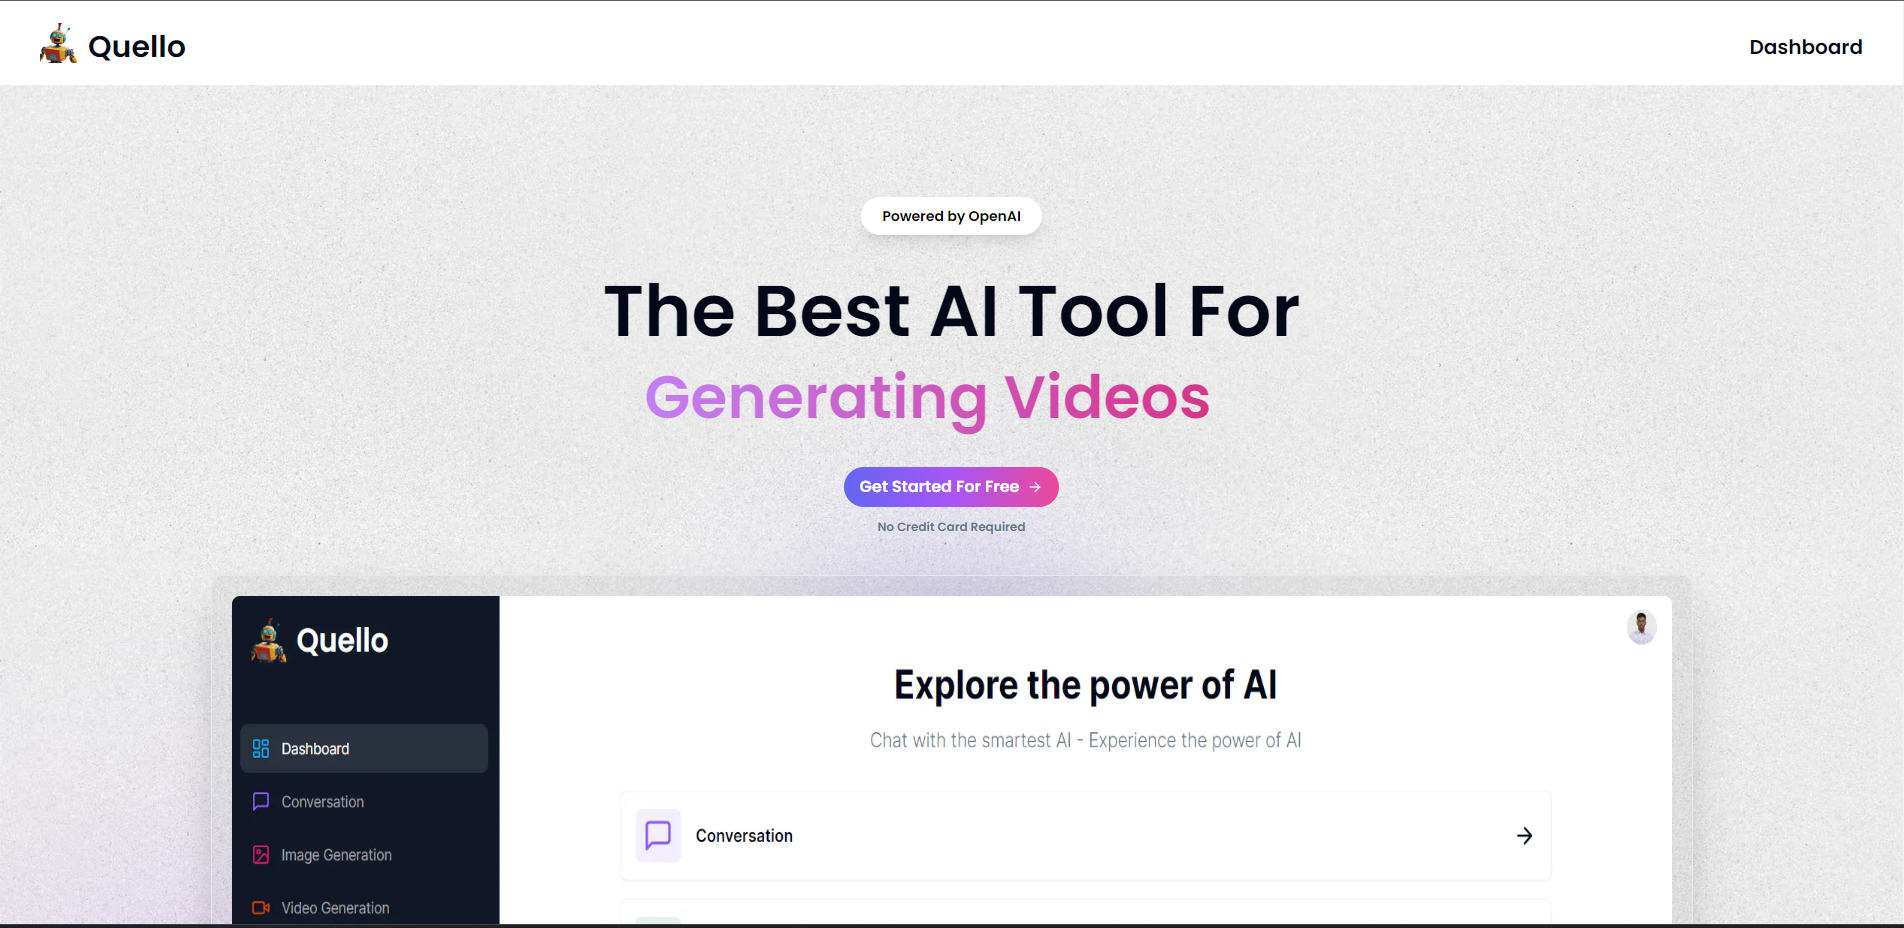 Quello
Dashboard
Powered by OpenAI
The Best AI Tool For
Generating Videos
Get Started For Free →
No Credit Card Required
Quello
Explore the power of AI
Chat with the smartest AI - Experience the power of AI
Dashboard
Conversation
Image Generation
Video Generation
Conversation